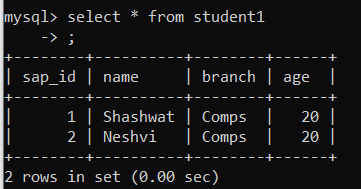 mysql> select * from student1
    -> ;
+--------+----------+--------+------+
| sap_id | name     | branch | age  |
+--------+----------+--------+------+
|      1 | Shashwat | Comps  |   20 |
|      2 | Neshvi   | Comps  |   20 |
+--------+----------+--------+------+
2 rows in set (0.00 sec)